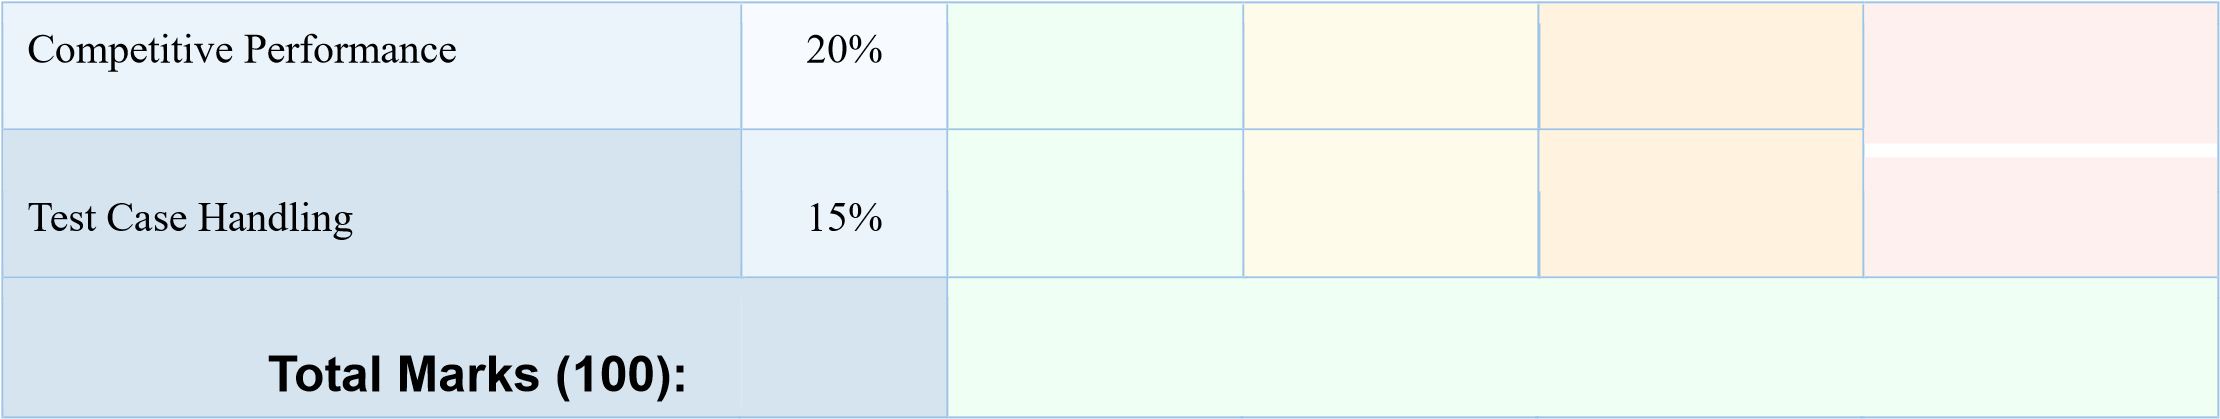 Competitive Performance 20%
Test Case Handling 15%
Total Marks (100):